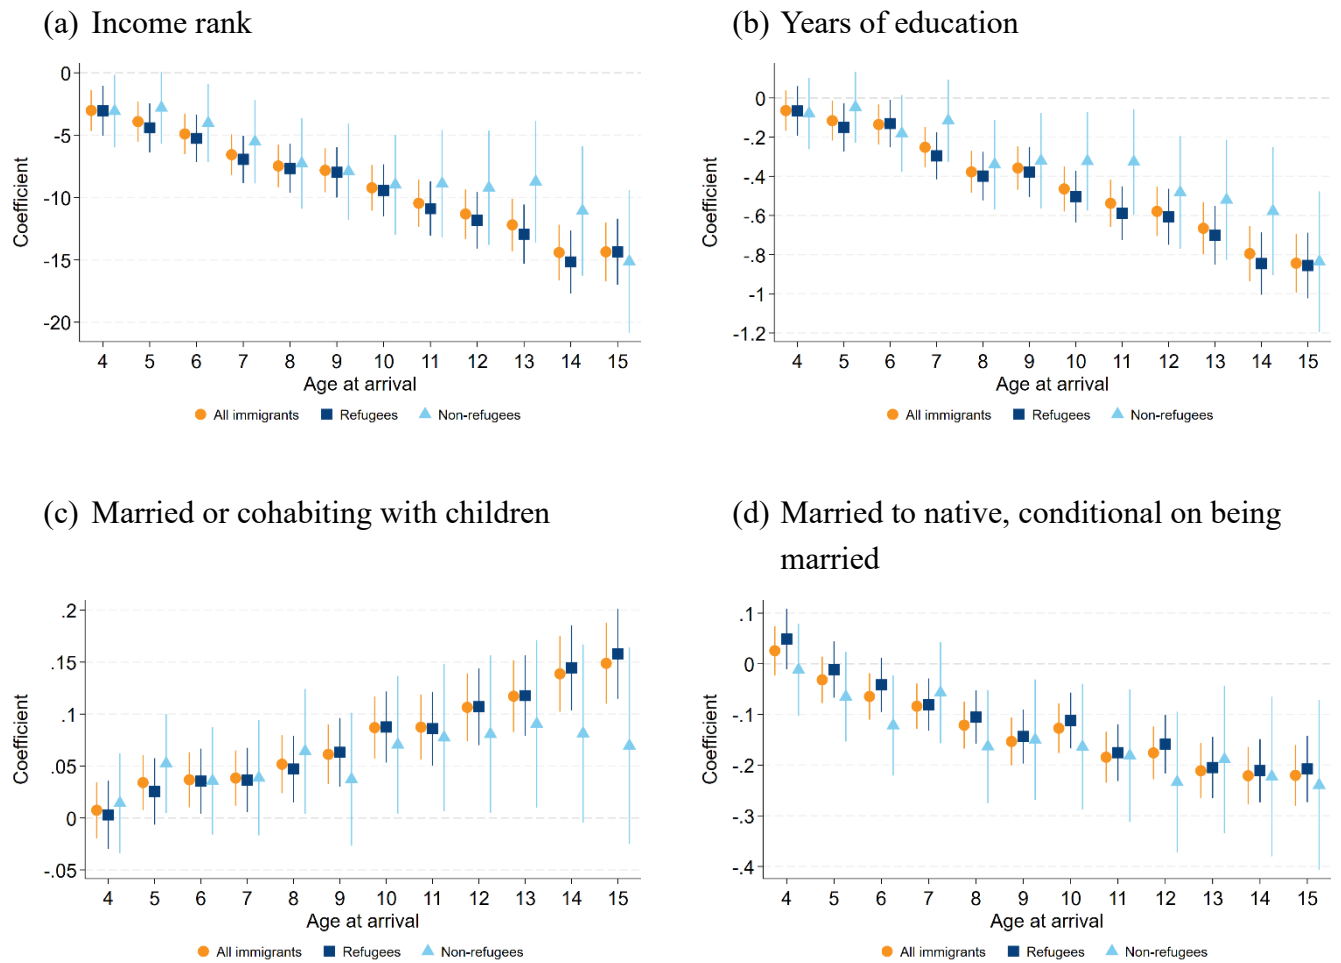 (a) Income rank
0
-5
-10
-15
-20
Coefficient
4 5 6 7 8 9 10 11 12 13 14 15
Age at arrival
All immigrants Refugees Non-refugees
(b) Years of education
0
-.2
-.4
-.6
-.8
-1
-1.2
Coefficient
4 5 6 7 8 9 10 11 12 13 14 15
Age at arrival
All immigrants Refugees Non-refugees
(c) Married or cohabiting with children
.2
.15
.1
.05
0
-.05
Coefficient
4 5 6 7 8 9 10 11 12 13 14 15
Age at arrival
All immigrants Refugees Non-refugees
(d) Married to native, conditional on being
married
.1
0
-.1
-.2
-.3
-.4
Coefficient
4 5 6 7 8 9 10 11 12 13 14 15
Age at arrival
All immigrants Refugees Non-refugees